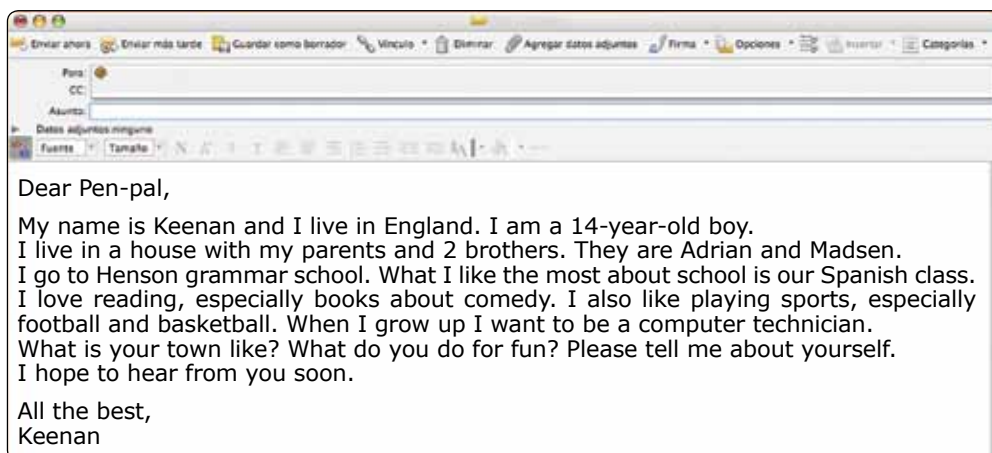 Enviar ahora Enviar más tarde Guardar como borrador Vínculo Eliminar Agregar datos adjuntos Firma Opciones Insertar Categorías
Para:
CC:
Asunto:
Datos adjuntos: ninguno
Fuente Tamaño N
Dear Pen-pal,
My name is Keenan and I live in England. I am a 14-year-old boy.
I live in a house with my parents and 2 brothers. They are Adrian and Madsen.
I go to Henson grammar school. What I like the most about school is our Spanish class.
I love reading, especially books about comedy. I also like playing sports, especially
football and basketball. When I grow up I want to be a computer technician.
What is your town like? What do you do for fun? Please tell me about yourself.
I hope to hear from you soon.
All the best,
Keenan